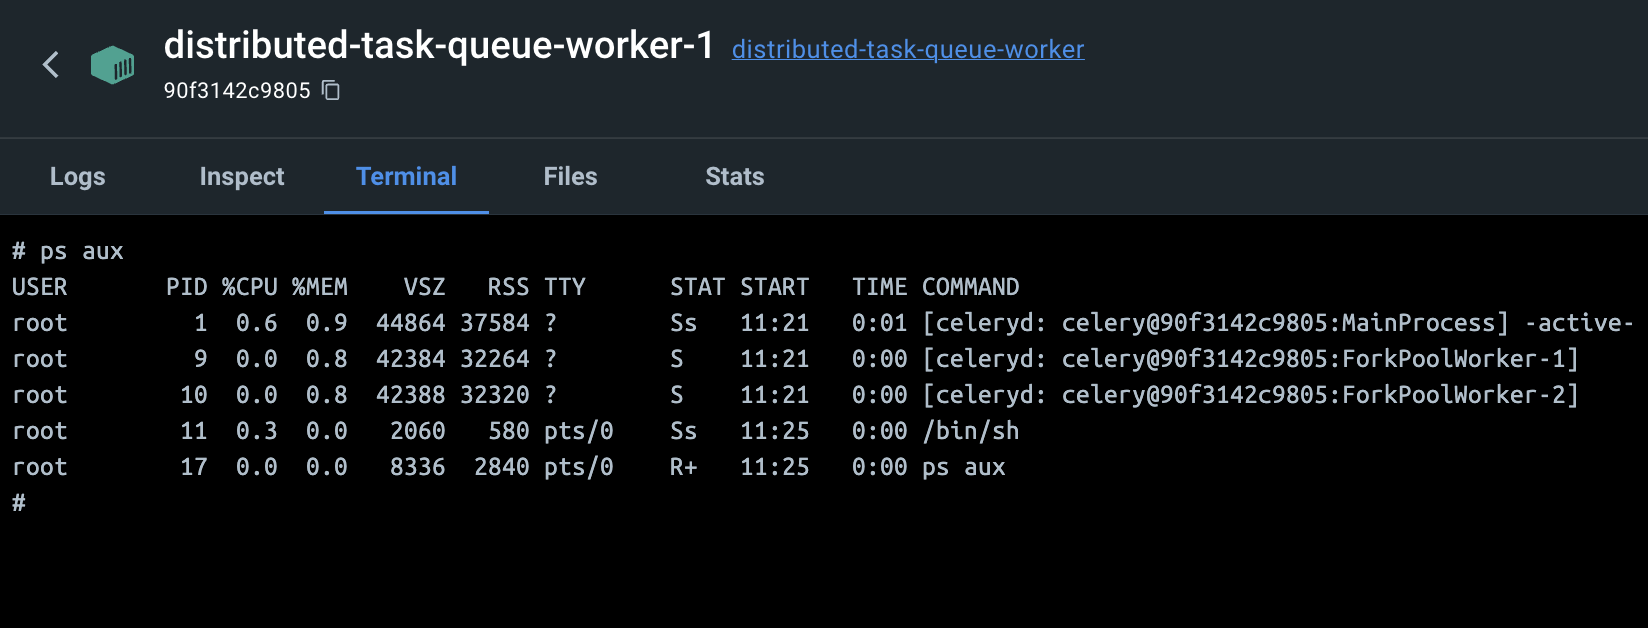 distributed-task-queue-worker-1 distributed-task-queue-worker
90f3142c9805
Logs Inspect Terminal Files Stats
# ps aux
USER       PID %CPU %MEM    VSZ   RSS TTY      STAT START   TIME COMMAND
root         1  0.6  0.9  44864 37584 ?        Ss   11:21   0:01 [celeryd: celery@90f3142c9805:MainProcess] -active-
root         9  0.0  0.8  42384 32264 ?        S    11:21   0:00 [celeryd: celery@90f3142c9805:ForkPoolWorker-1]
root        10  0.0  0.8  42388 32320 ?        S    11:21   0:00 [celeryd: celery@90f3142c9805:ForkPoolWorker-2]
root        11  0.3  0.0   2060   580 pts/0    Ss   11:25   0:00 /bin/sh
root        17  0.0  0.0   8336  2840 pts/0    R+   11:25   0:00 ps aux
#